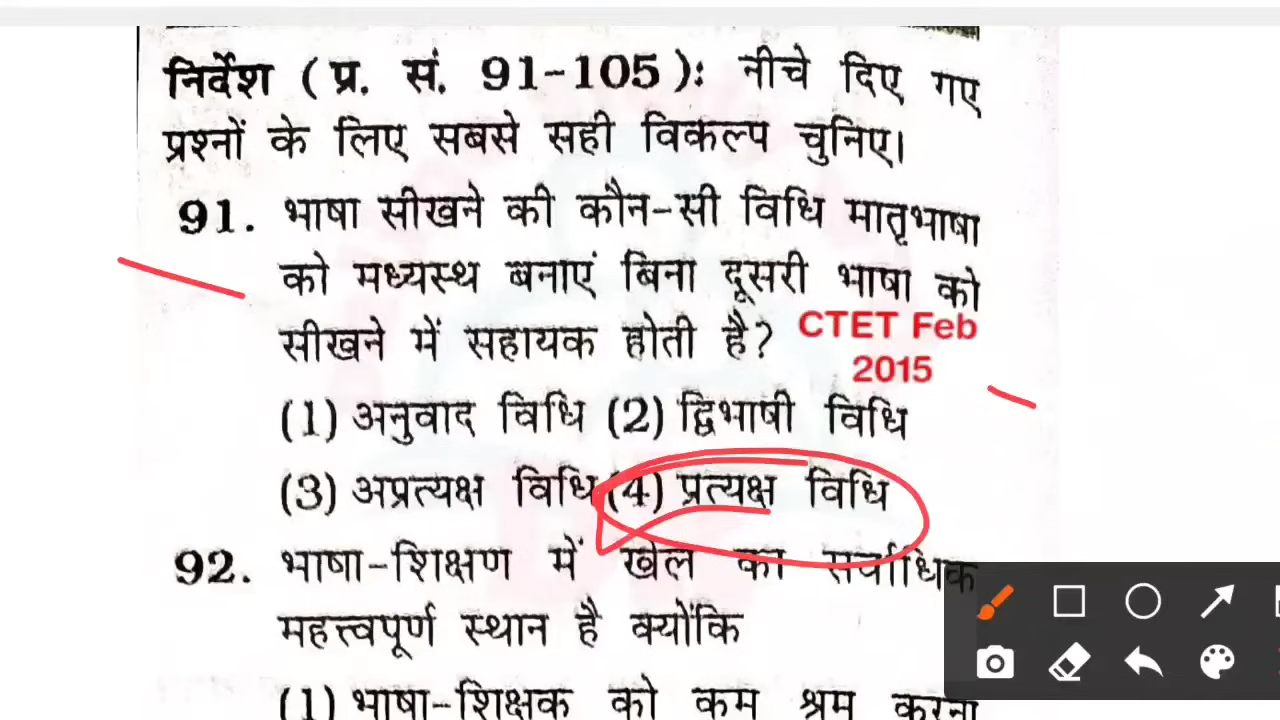 निर्देश ( प्र. सं. 91-105 ): नीचे दिए गए
प्रश्नों के लिए सबसे सही विकल्प चुनिए।
91. भाषा सीखने की कौन-सी विधि मातृभाषा
को मध्यस्थ बनाएं बिना दूसरी भाषा को
सीखने में सहायक होती है?
CTET Feb
2015
(1) अनुवाद विधि (2) द्विभाषी विधि
(3) अप्रत्यक्ष विधि (4) प्रत्यक्ष विधि
92. भाषा-शिक्षण में खेल का सर्वाधिक
महत्त्वपूर्ण स्थान है क्योंकि
(1) भाषा-शिक्षक को कम श्रम करना